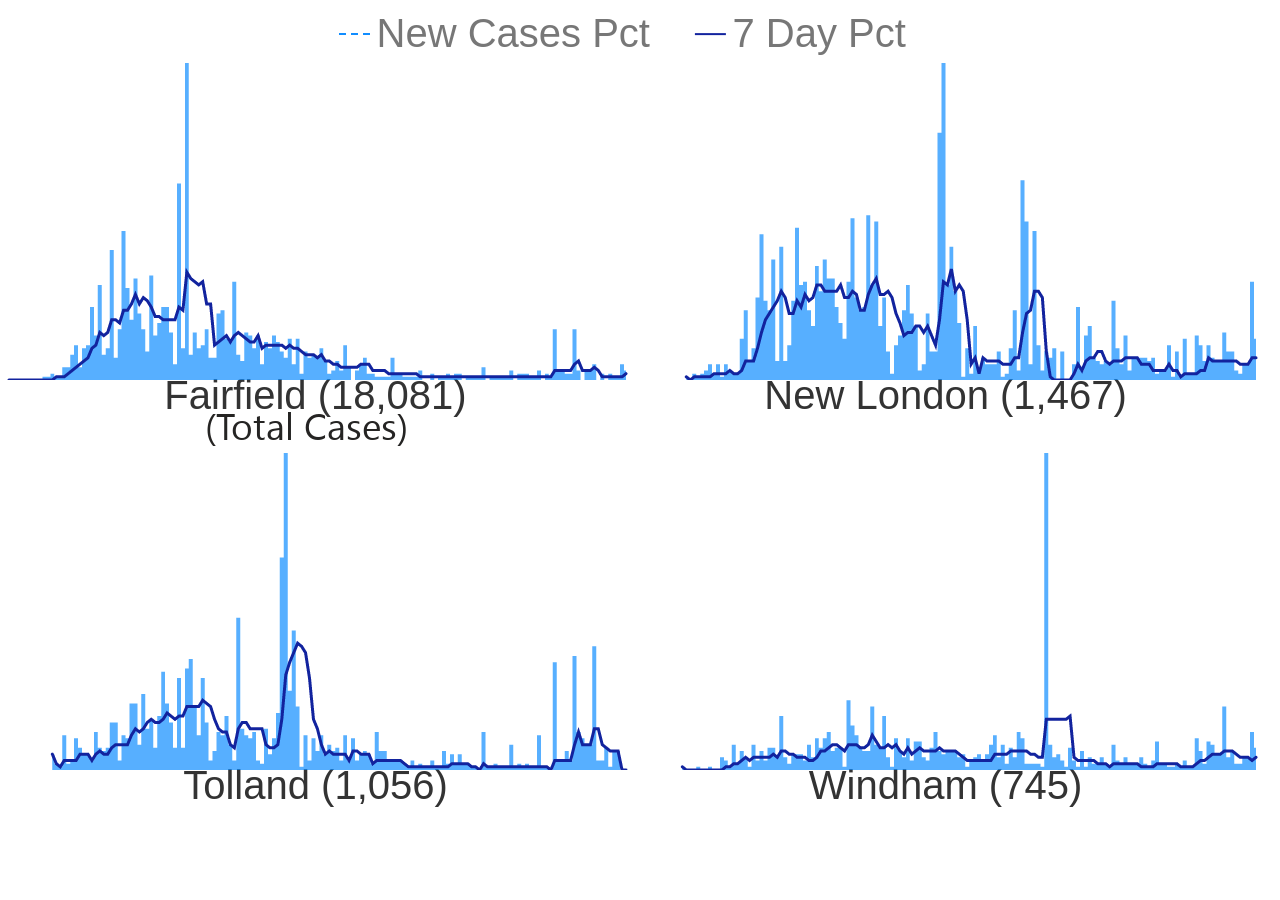 New Cases Pct 7 Day Pct
Fairfield (18,081) New London (1,467)
(Total Cases)
Tolland (1,056) Windham (745)